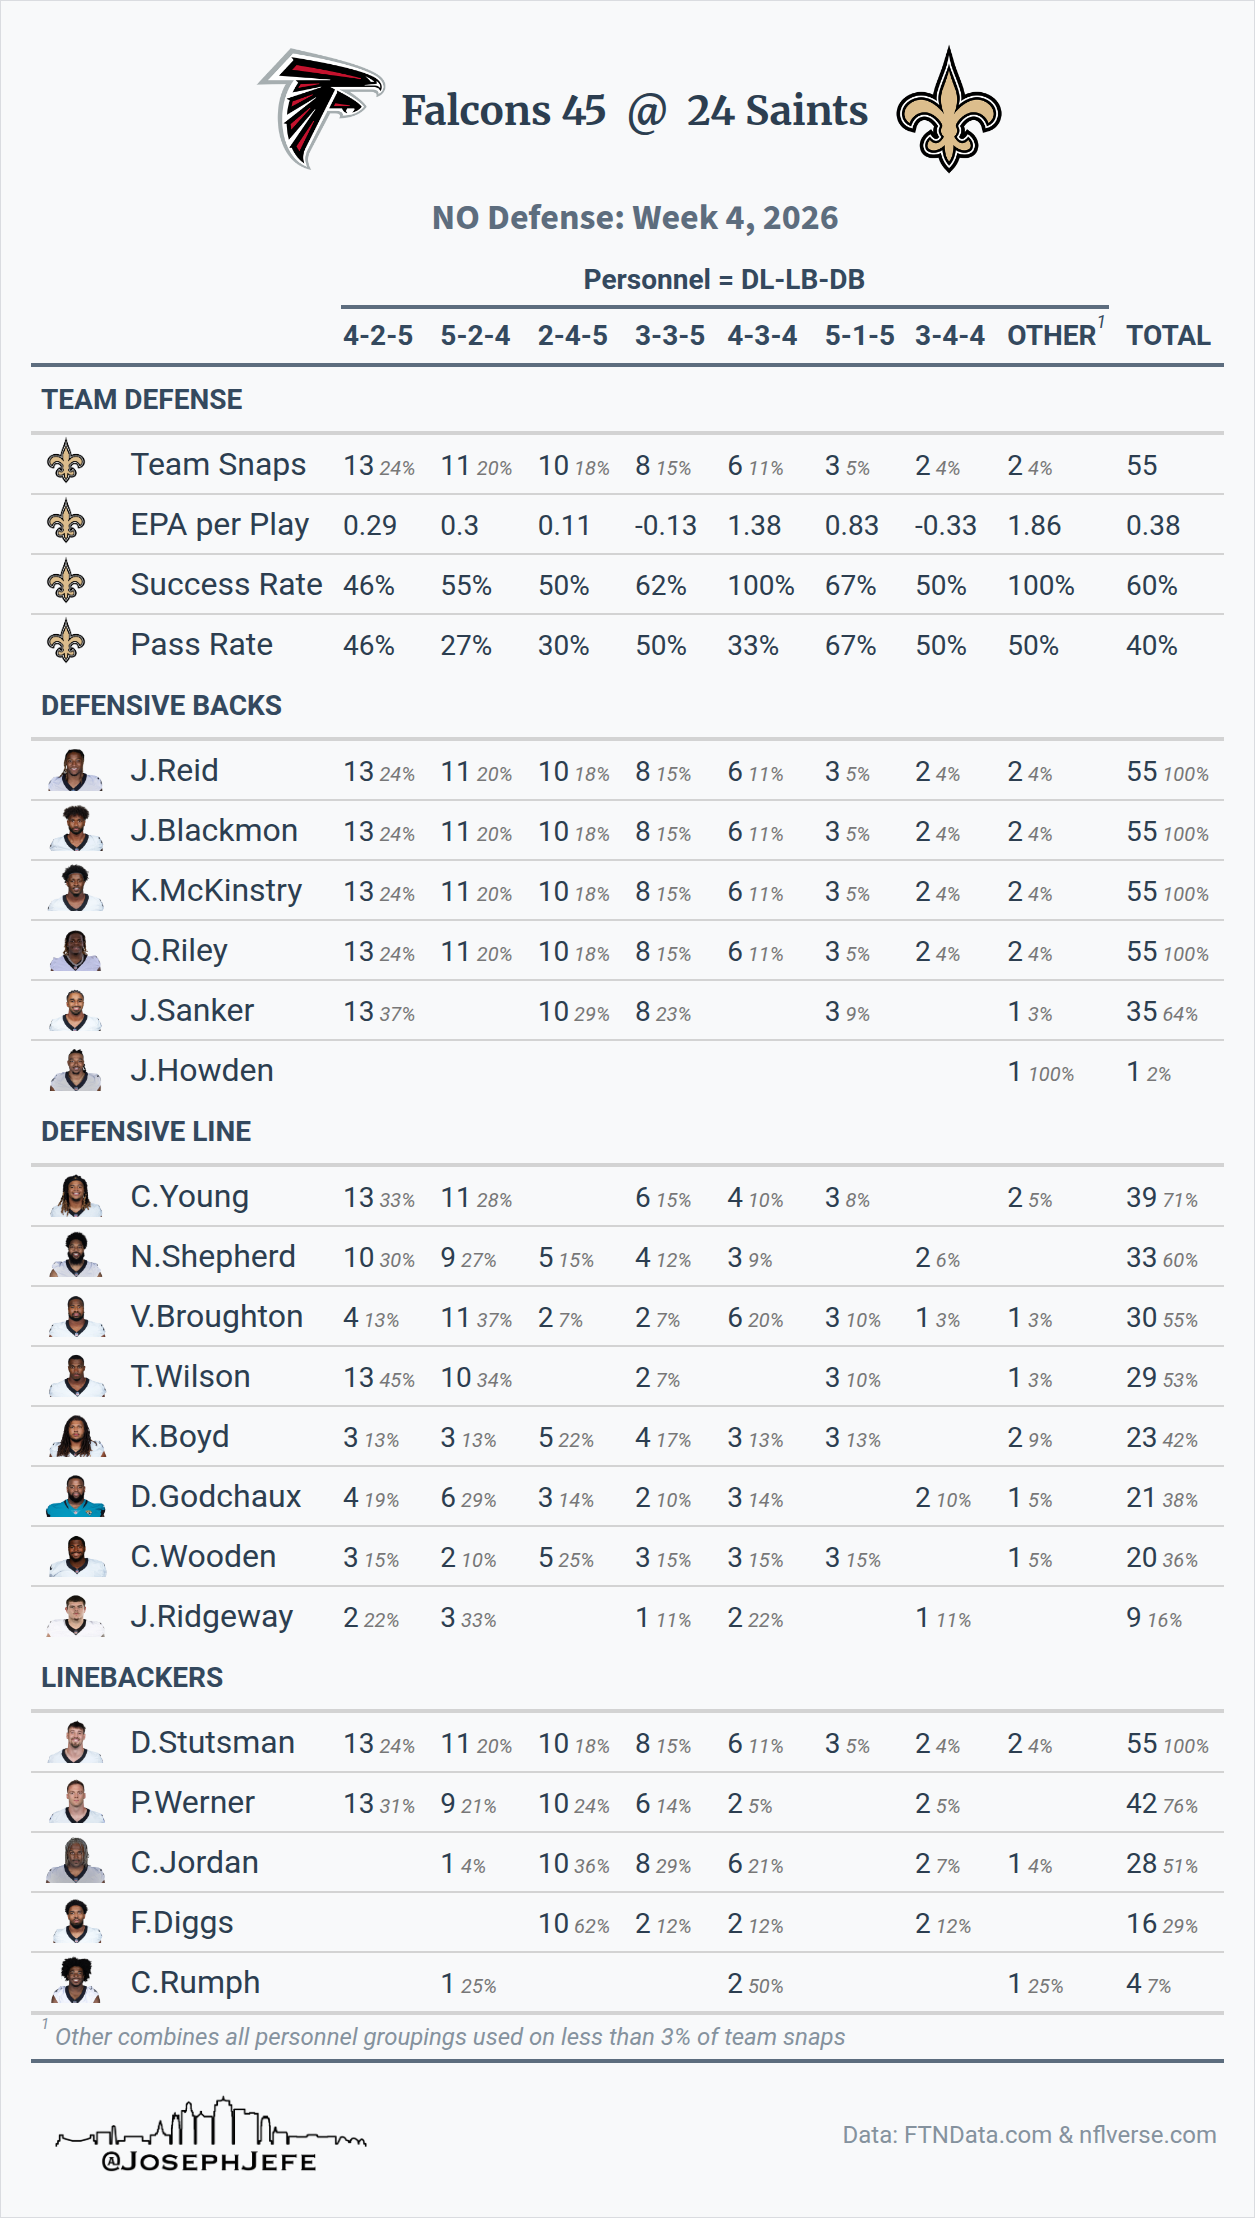 Falcons 45 @ 24 Saints
NO Defense: Week 4, 2026
Personnel = DL-LB-DB
4-2-5 5-2-4 2-4-5 3-3-5 4-3-4 5-1-5 3-4-4 OTHER1 TOTAL
TEAM DEFENSE
Team Snaps 13 24% 11 20% 10 18% 8 15% 6 11% 3 5% 2 4% 2 4% 55
EPA per Play 0.29 0.3 0.11 -0.13 1.38 0.83 -0.33 1.86 0.38
Success Rate 46% 55% 50% 62% 100% 67% 50% 100% 60%
Pass Rate 46% 27% 30% 50% 33% 67% 50% 50% 40%
DEFENSIVE BACKS
J.Reid 13 24% 11 20% 10 18% 8 15% 6 11% 3 5% 2 4% 2 4% 55 100%
J.Blackmon 13 24% 11 20% 10 18% 8 15% 6 11% 3 5% 2 4% 2 4% 55 100%
K.McKinstry 13 24% 11 20% 10 18% 8 15% 6 11% 3 5% 2 4% 2 4% 55 100%
Q.Riley 13 24% 11 20% 10 18% 8 15% 6 11% 3 5% 2 4% 2 4% 55 100%
J.Sanker 13 37% 10 29% 8 23% 3 9% 1 3% 35 64%
J.Howden 1 100% 1 2%
DEFENSIVE LINE
C.Young 13 33% 11 28% 6 15% 4 10% 3 8% 2 5% 39 71%
N.Shepherd 10 30% 9 27% 5 15% 4 12% 3 9% 2 6% 33 60%
V.Broughton 4 13% 11 37% 2 7% 2 7% 6 20% 3 10% 1 3% 1 3% 30 55%
T.Wilson 13 45% 10 34% 2 7% 3 10% 1 3% 29 53%
K.Boyd 3 13% 3 13% 5 22% 4 17% 3 13% 3 13% 2 9% 23 42%
D.Godchaux 4 19% 6 29% 3 14% 2 10% 3 14% 2 10% 1 5% 21 38%
C.Wooden 3 15% 2 10% 5 25% 3 15% 3 15% 3 15% 1 5% 20 36%
J.Ridgeway 2 22% 3 33% 1 11% 2 22% 1 11% 9 16%
LINEBACKERS
D.Stutsman 13 24% 11 20% 10 18% 8 15% 6 11% 3 5% 2 4% 2 4% 55 100%
P.Werner 13 31% 9 21% 10 24% 6 14% 2 5% 2 5% 42 76%
C.Jordan 1 4% 10 36% 8 29% 6 21% 2 7% 1 4% 28 51%
F.Diggs 10 62% 2 12% 2 12% 2 12% 16 29%
C.Rumph 1 25% 2 50% 1 25% 4 7%
1 Other combines all personnel groupings used on less than 3% of team snaps
@JOSEPHJEFE
Data: FTNData.com & nflverse.com